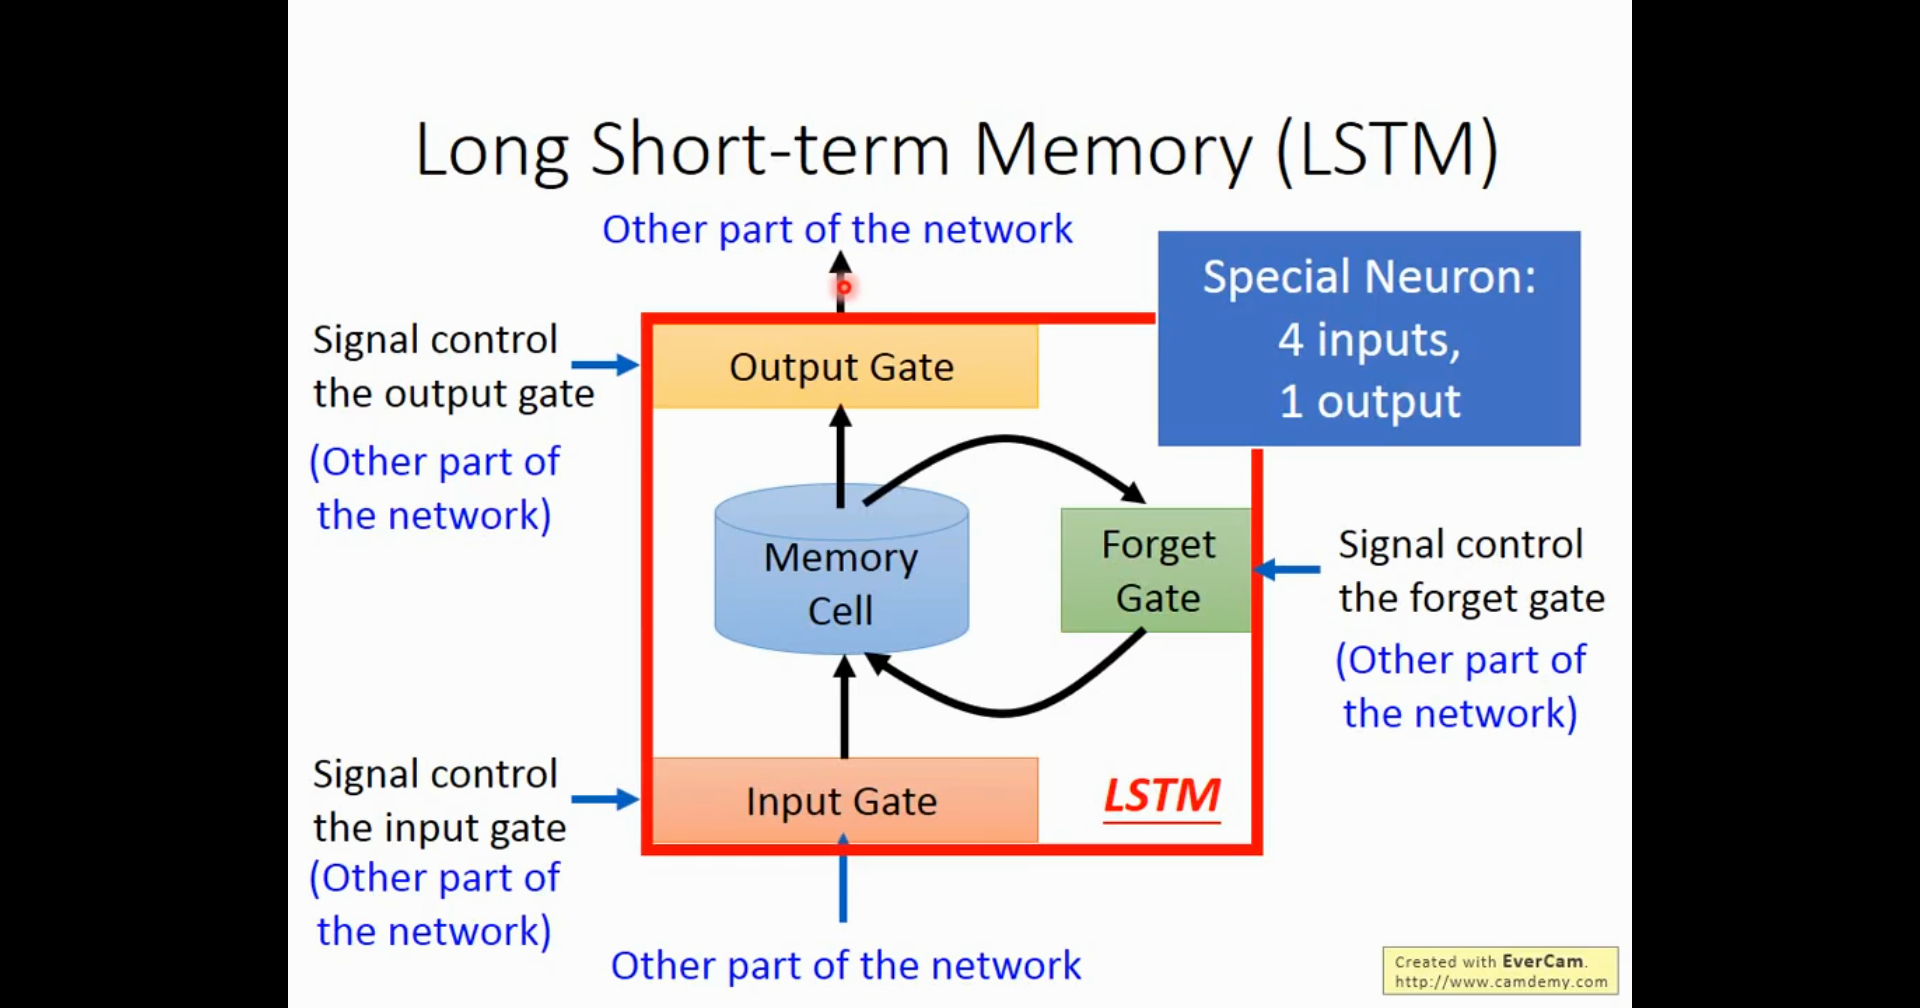 Long Short-term Memory (LSTM)
Other part of the network
Special Neuron:
4 inputs,
1 output
Signal control
the output gate
(Other part of
the network)
Output Gate
Memory
Cell
Forget
Gate
Signal control
the forget gate
(Other part of
the network)
Signal control
the input gate
(Other part of
the network)
Input Gate
LSTM
Other part of the network
Created with EverCam.
http://www.camdemy.com